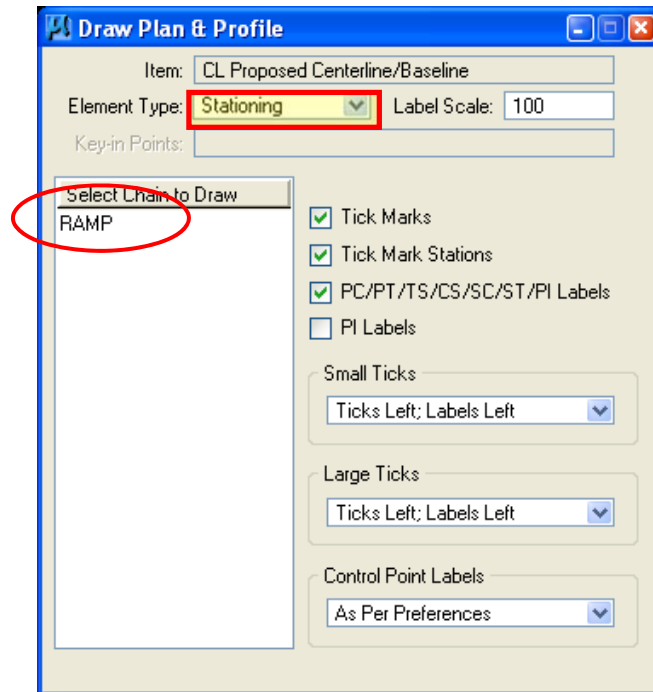 Draw Plan & Profile
Item: CL Proposed Centerline/Baseline
Element Type: Stationing Label Scale: 100
Key-in Points:
Select Chain to Draw
RAMP
Tick Marks
Tick Mark Stations
PC/PT/TS/CS/SC/ST/PI Labels
PI Labels
Small Ticks
Ticks Left; Labels Left
Large Ticks
Ticks Left; Labels Left
Control Point Labels
As Per Preferences